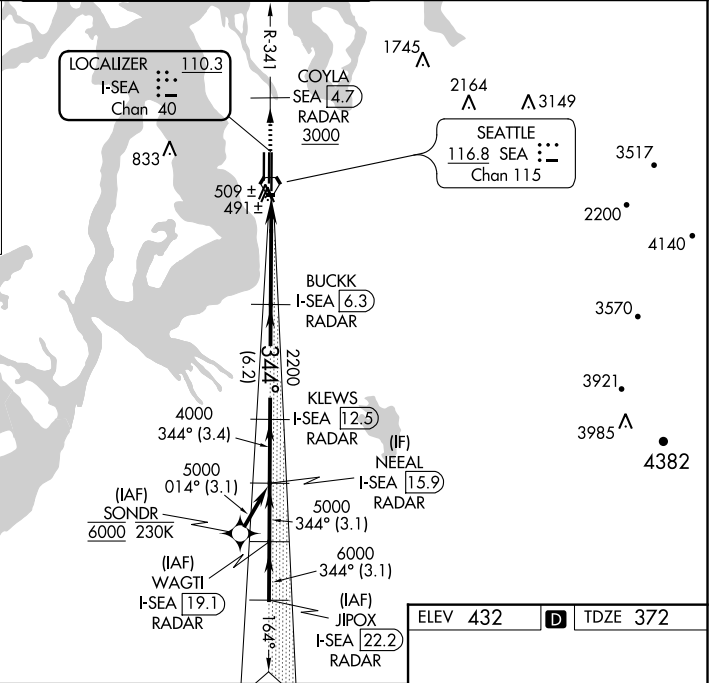 R-341
LOCALIZER 110.3
I-SEA
Chan 40
COYLA
SEA 4.7
RADAR
3000
1745
2164
3149
833
SEATTLE
116.8 SEA
Chan 115
3517
2200
4140
509 ±
491±
BUCKK
I-SEA 6.3
RADAR
3570
344°
2200
(6.2)
3921
KLEWS
I-SEA 12.5
RADAR
4000
344° (3.4)
3985
4382
(IF)
NEEAL
I-SEA 15.9
RADAR
5000
014° (3.1)
(IAF)
SONDR
6000 230K
5000
344° (3.1)
(IAF)
WAGTI
I-SEA 19.1
RADAR
6000
344° (3.1)
(IAF)
JIPOX
I-SEA 22.2
RADAR
164°
ELEV 432 D TDZE 372